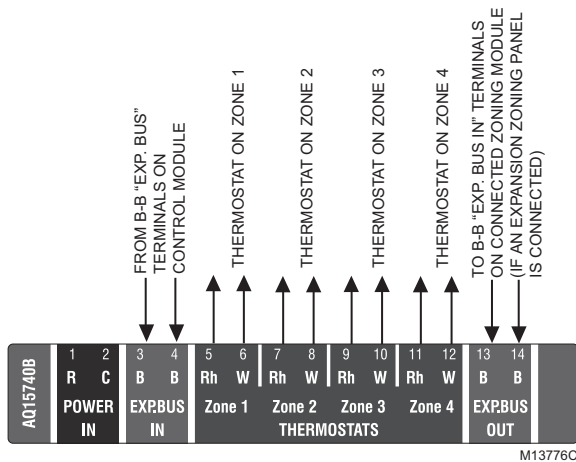 FROM B-B “EXP. BUS”
TERMINALS ON
CONTROL MODULE
THERMOSTAT ON ZONE 1
THERMOSTAT ON ZONE 2
THERMOSTAT ON ZONE 3
THERMOSTAT ON ZONE 4
TO B-B “EXP. BUS IN” TERMINALS
ON CONNECTED ZONING MODULE
(IF AN EXPANSION ZONING PANEL
IS CONNECTED)
AQ15740B
1 2 3 4 5 6 7 8 9 10 11 12 13 14
R C B B Rh W Rh W Rh W Rh W B B
POWER IN
EXP.BUS IN
Zone 1 Zone 2 Zone 3 Zone 4
THERMOSTATS
EXP.BUS OUT
M13776C